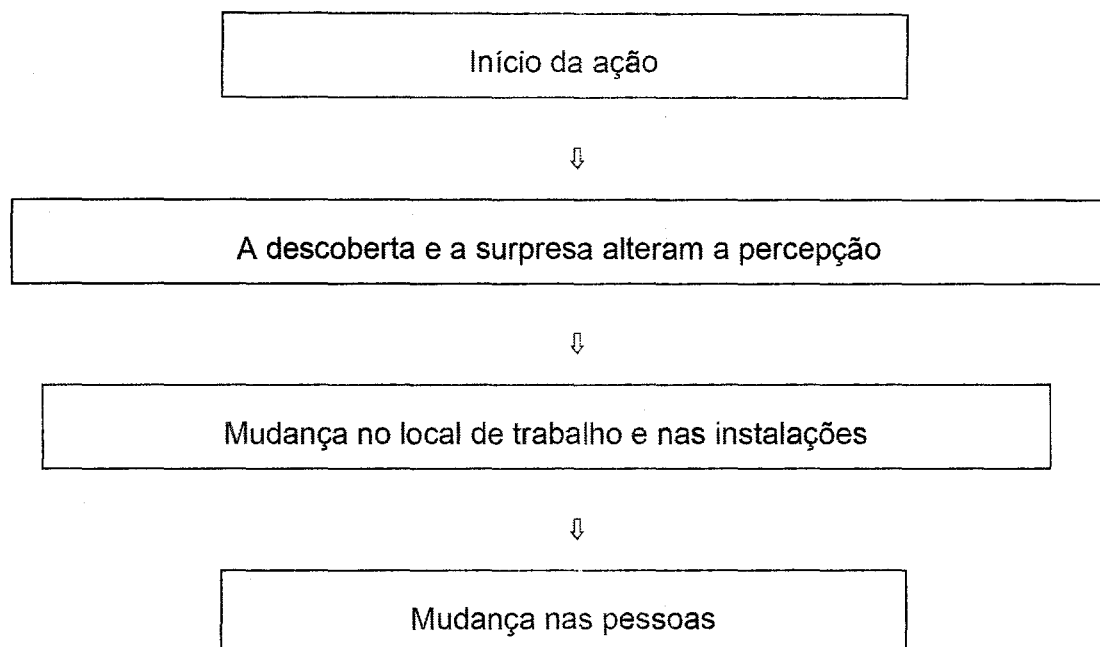 Início da ação
⇩
A descoberta e a surpresa alteram a percepção
⇩
Mudança no local de trabalho e nas instalações
⇩
Mudança nas pessoas